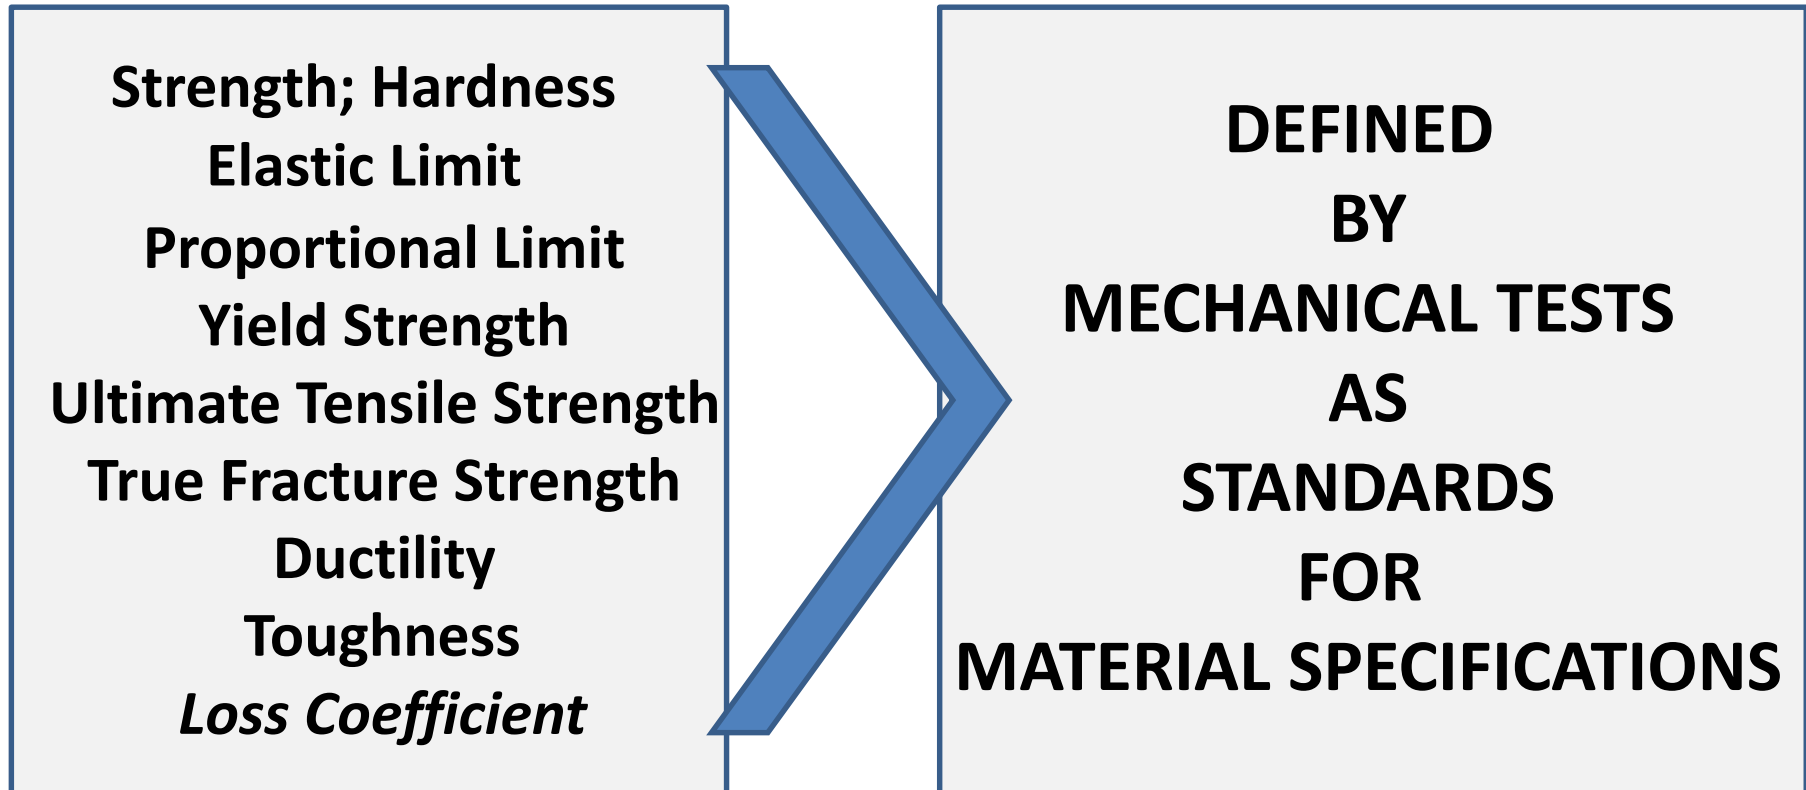 Strength; Hardness
Elastic Limit
Proportional Limit
Yield Strength
Ultimate Tensile Strength
True Fracture Strength
Ductility
Toughness
Loss Coefficient
DEFINED
BY
MECHANICAL TESTS
AS
STANDARDS
FOR
MATERIAL SPECIFICATIONS